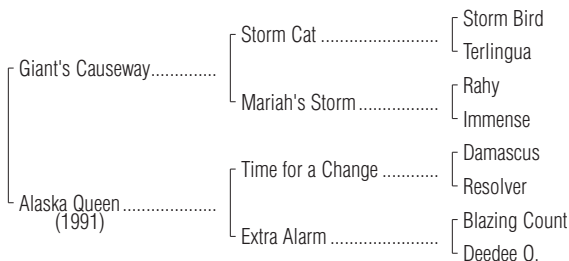 Storm Bird
Storm Cat ........................
Terlingua
Giant's Causeway.............
Rahy
Mariah's Storm ................
Immense
Damascus
Time for a Change ...........
Resolver
Alaska Queen ..................
(1991)
Blazing Count
Extra Alarm ......................
Deedee O.